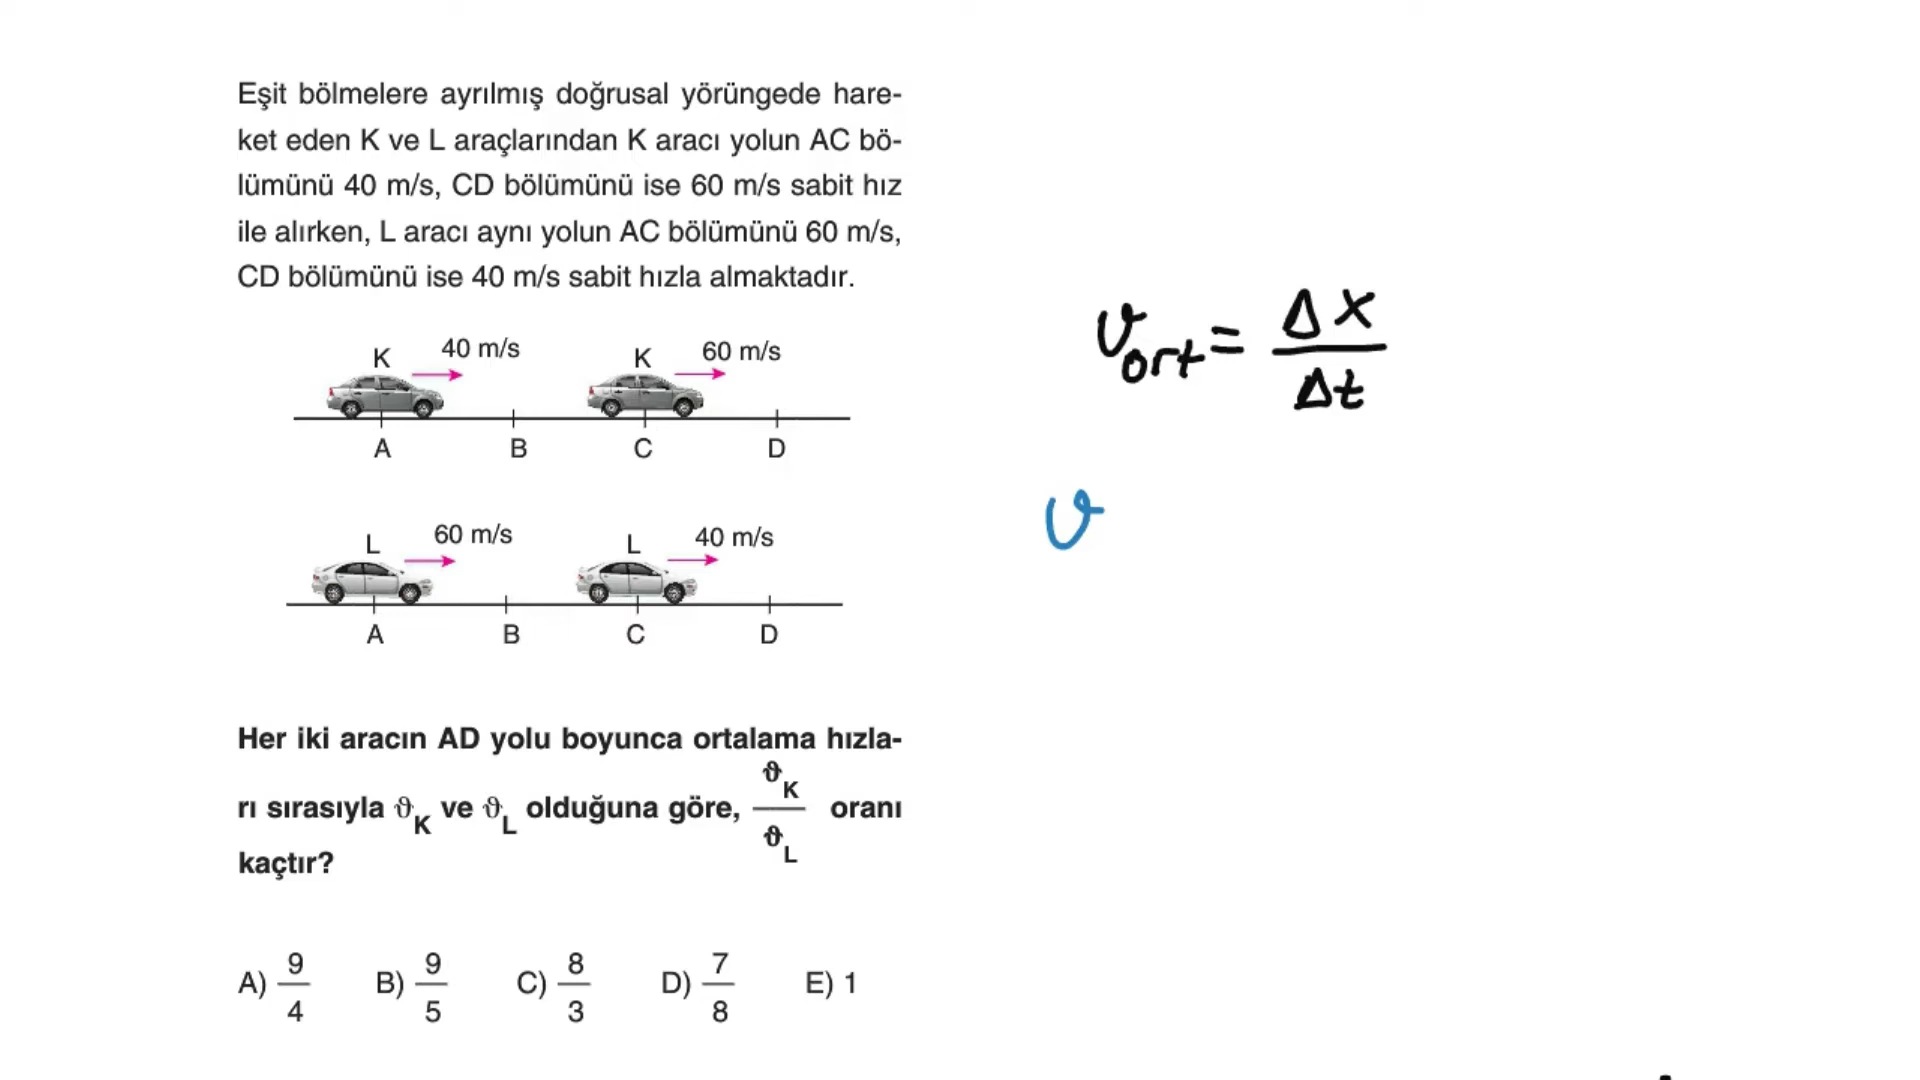 Eşit bölmelere ayrılmış doğrusal yörüngede hare-
ket eden K ve L araçlarından K aracı yolun AC bö-
lümünü 40 m/s, CD bölümünü ise 60 m/s sabit hız
ile alırken, L aracı aynı yolun AC bölümünü 60 m/s,
CD bölümünü ise 40 m/s sabit hızla almaktadır.
K 40 m/s K 60 m/s
A B C D
L 60 m/s L 40 m/s
A B C D
Her iki aracın AD yolu boyunca ortalama hızla-
rı sırasıyla ϑK ve ϑL olduğuna göre, ϑK/ϑL oranı
kaçtır?
A) 9/4 B) 9/5 C) 8/3 D) 7/8 E) 1
ϑort = Δx/Δt
ϑ